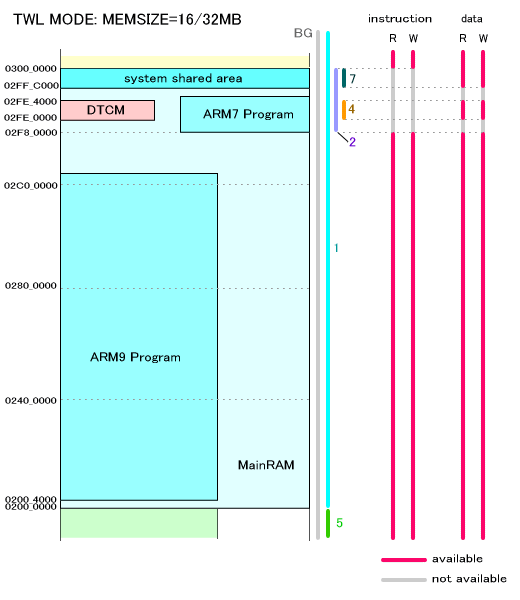 TWL MODE: MEMSIZE=16/32MB
BG
instruction
data
R W
R W
0300_0000
system shared area
7
02FF_C000
02FE_4000
DTCM
ARM7 Program
4
02FE_0000
02F8_0000
2
02C0_0000
1
0280_0000
ARM9 Program
0240_0000
MainRAM
0200_4000
0200_0000
5
available
not available